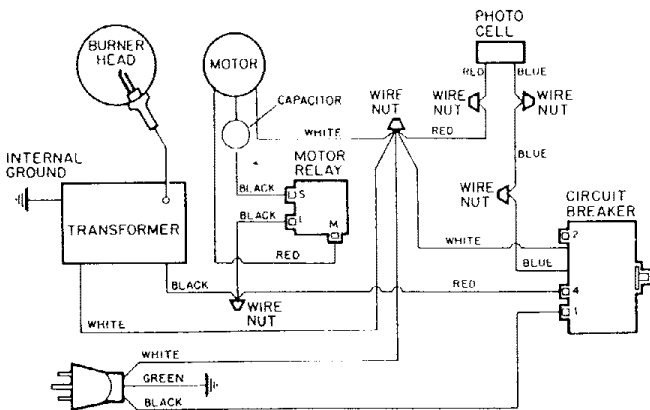 PHOTO
CELL
BURNER
HEAD
MOTOR
RED
BLUE
WIRE
NUT
WIRE
NUT
WIRE
NUT
CAPACITOR
WHITE
RED
INTERNAL
GROUND
MOTOR
RELAY
BLUE
BLACK
S
WIRE
NUT
CIRCUIT
BREAKER
BLACK
L
M
TRANSFORMER
2
WHITE
RED
BLUE
BLACK
RED
4
WIRE
NUT
1
WHITE
WHITE
GREEN
BLACK